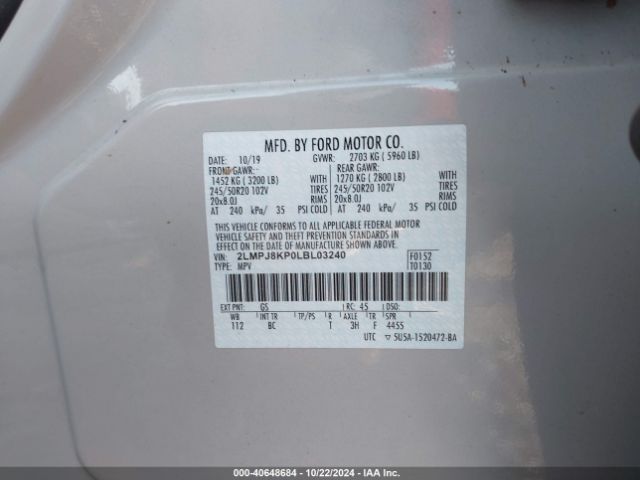 MFD. BY FORD MOTOR CO.
DATE: 10/19 GVWR: 2703 KG ( 5960 LB)
FRONT GAWR: REAR GAWR:
1452 KG ( 3200 LB) WITH 1270 KG ( 2800 LB) WITH
245/50R20 102V TIRES 245/50R20 102V TIRES
20x8.0J RIMS 20x8.0J RIMS
AT 240 kPa/ 35 PSI COLD AT 240 kPa/ 35 PSI COLD
THIS VEHICLE CONFORMS TO ALL APPLICABLE FEDERAL MOTOR
VEHICLE SAFETY AND BUMPER STANDARDS IN
EFFECT ON THE DATE OF MANUFACTURE SHOWN ABOVE.
VIN: 2LMPJ8KP0LBL03240 F0152
TYPE: MPV T0130
EXT PNT: GS RC: 45 DSO:
WB INT TR TP/PS R AXLE TR SPR
112 BC T 3H F 4455
UTC ▽ 5U5A-1520472-BA
000-40648684 | 10/22/2024 - IAA